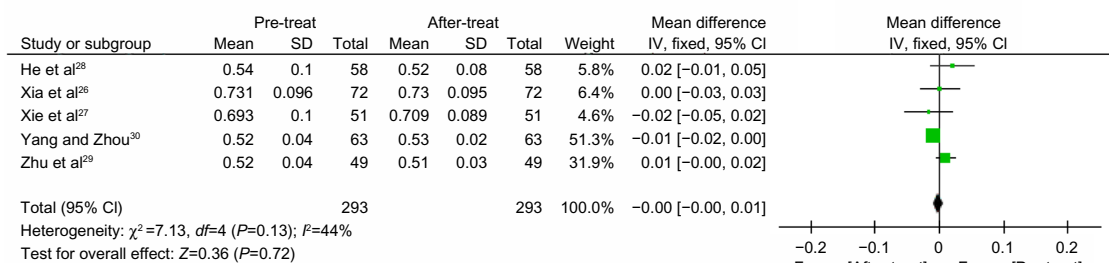 Pre-treat After-treat Mean difference Mean difference
Study or subgroup Mean SD Total Mean SD Total Weight IV, fixed, 95% CI IV, fixed, 95% CI
He et al²⁸ 0.54 0.1 58 0.52 0.08 58 5.8% 0.02 [−0.01, 0.05]
Xia et al²⁶ 0.731 0.096 72 0.73 0.095 72 6.4% 0.00 [−0.03, 0.03]
Xie et al²⁷ 0.693 0.1 51 0.709 0.089 51 4.6% −0.02 [−0.05, 0.02]
Yang and Zhou³⁰ 0.52 0.04 63 0.53 0.02 63 51.3% −0.01 [−0.02, 0.00]
Zhu et al²⁹ 0.52 0.04 49 0.51 0.03 49 31.9% 0.01 [−0.00, 0.02]
Total (95% CI) 293 293 100.0% −0.00 [−0.00, 0.01]
Heterogeneity: χ²=7.13, df=4 (P=0.13); I²=44%
Test for overall effect: Z=0.36 (P=0.72)
−0.2 −0.1 0 0.1 0.2